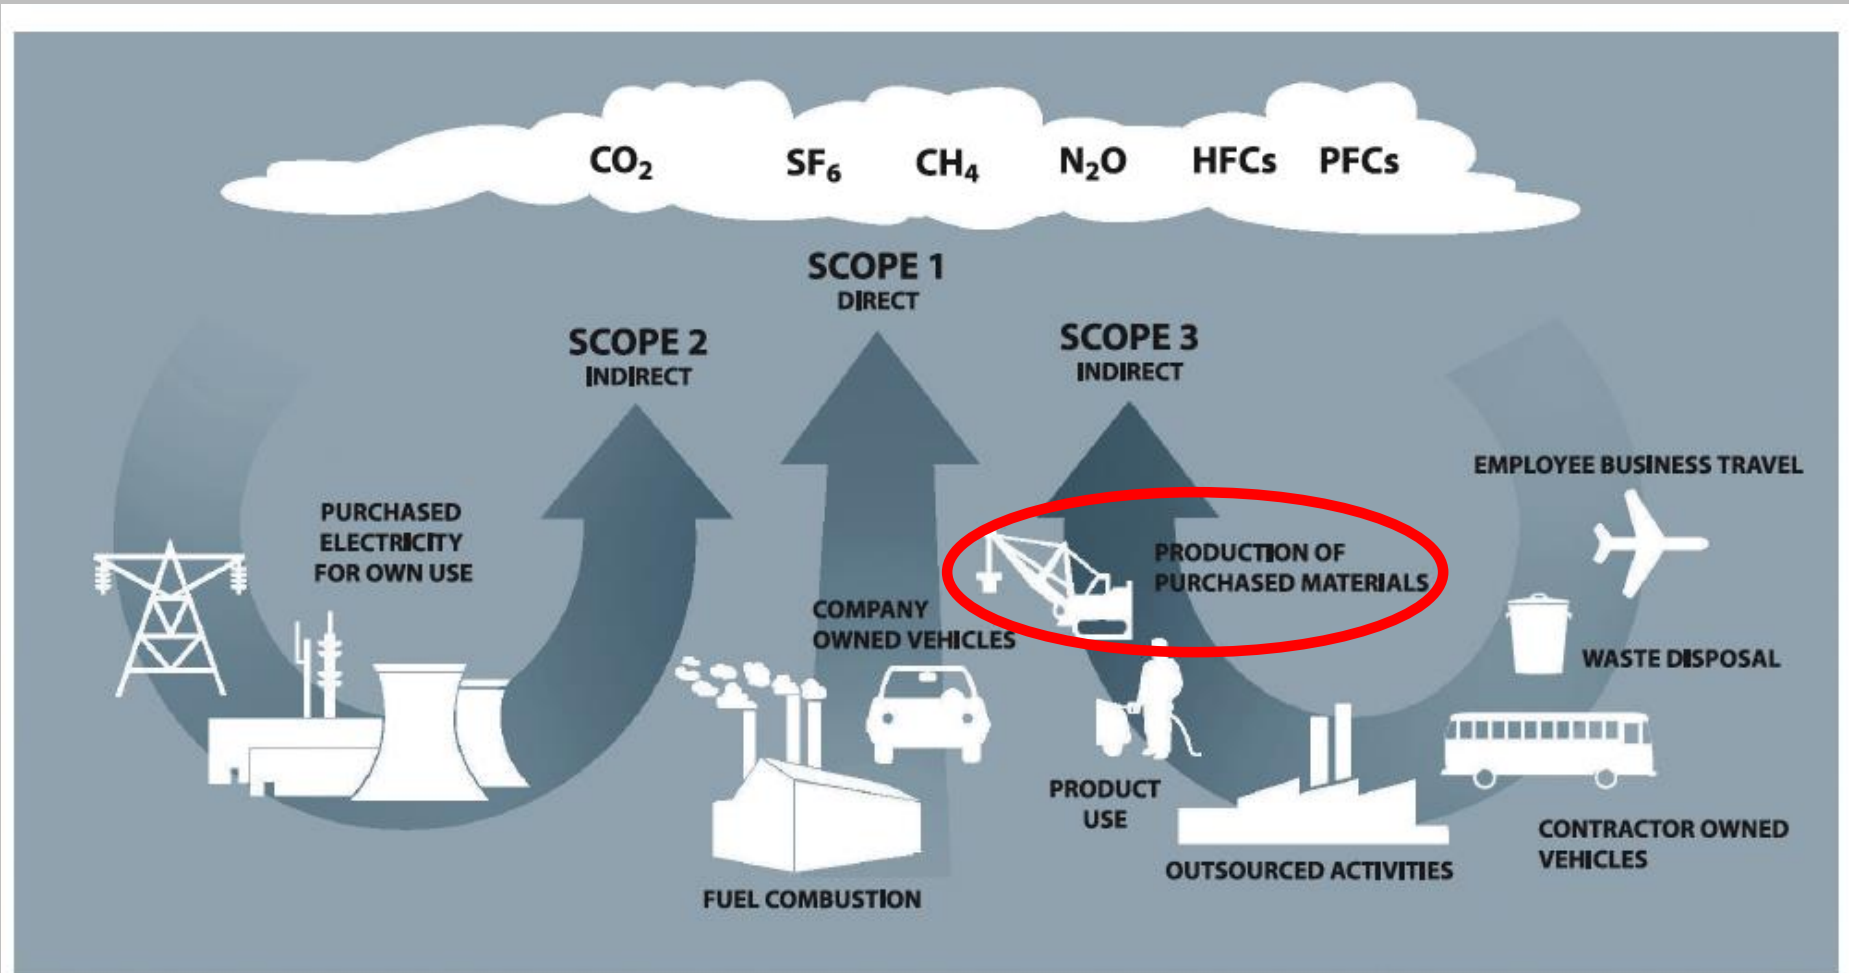 CO₂ SF₆ CH₄ N₂O HFCs PFCs
SCOPE 1
DIRECT
SCOPE 2
INDIRECT
SCOPE 3
INDIRECT
PURCHASED
ELECTRICITY
FOR OWN USE
COMPANY
OWNED VEHICLES
FUEL COMBUSTION
PRODUCTION OF
PURCHASED MATERIALS
PRODUCT
USE
OUTSOURCED ACTIVITIES
EMPLOYEE BUSINESS TRAVEL
WASTE DISPOSAL
CONTRACTOR OWNED
VEHICLES